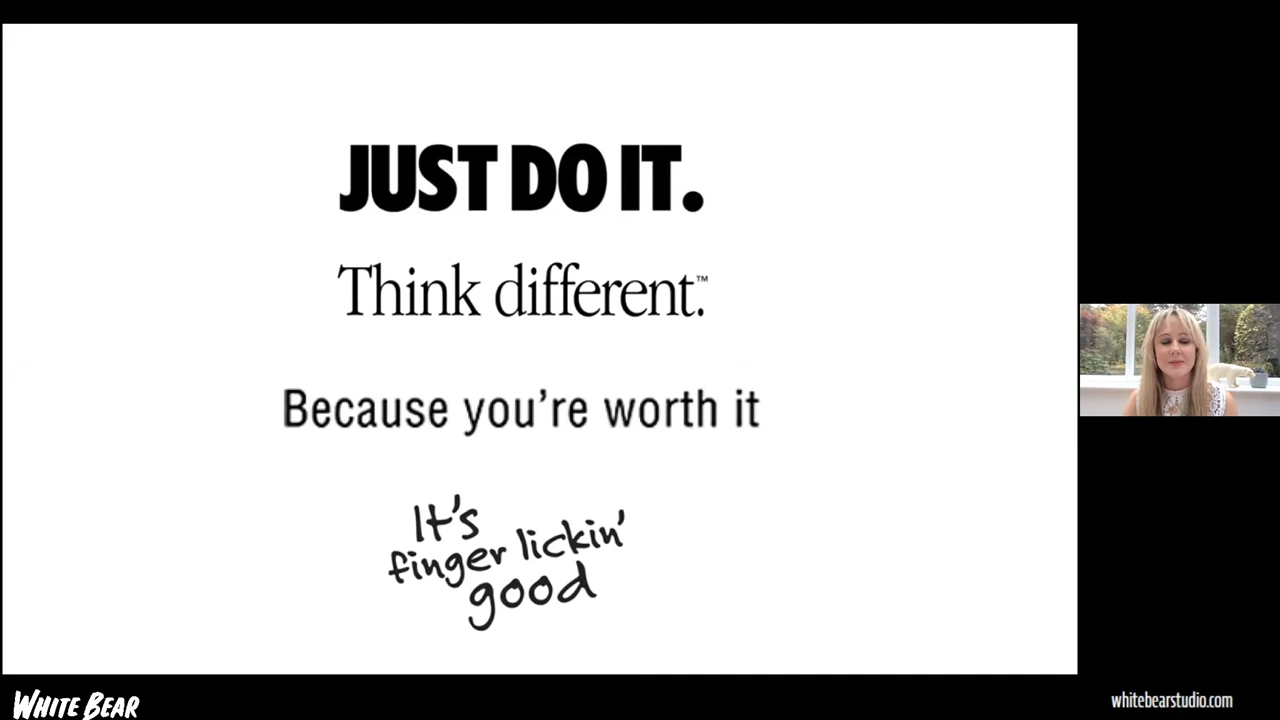 JUST DO IT.
Think different.™
Because you're worth it
It's
finger lickin'
good
WHITE BEAR
whitebearstudio.com